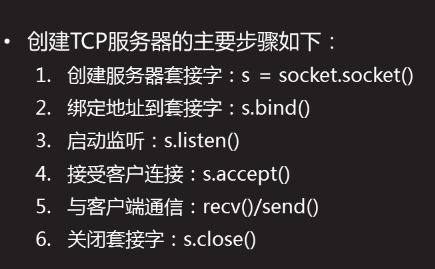 • 创建TCP服务器的主要步骤如下：
1. 创建服务器套接字：s = socket.socket()
2. 绑定地址到套接字：s.bind()
3. 启动监听：s.listen()
4. 接受客户连接：s.accept()
5. 与客户端通信：recv()/send()
6. 关闭套接字：s.close()